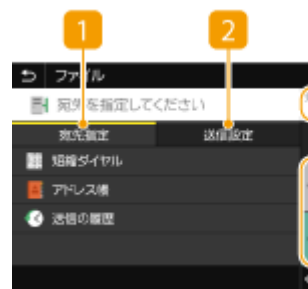 1 2
ファイル
宛先を指定してください
宛先指定 送信設定
短縮ダイヤル
アドレス帳
送信の履歴